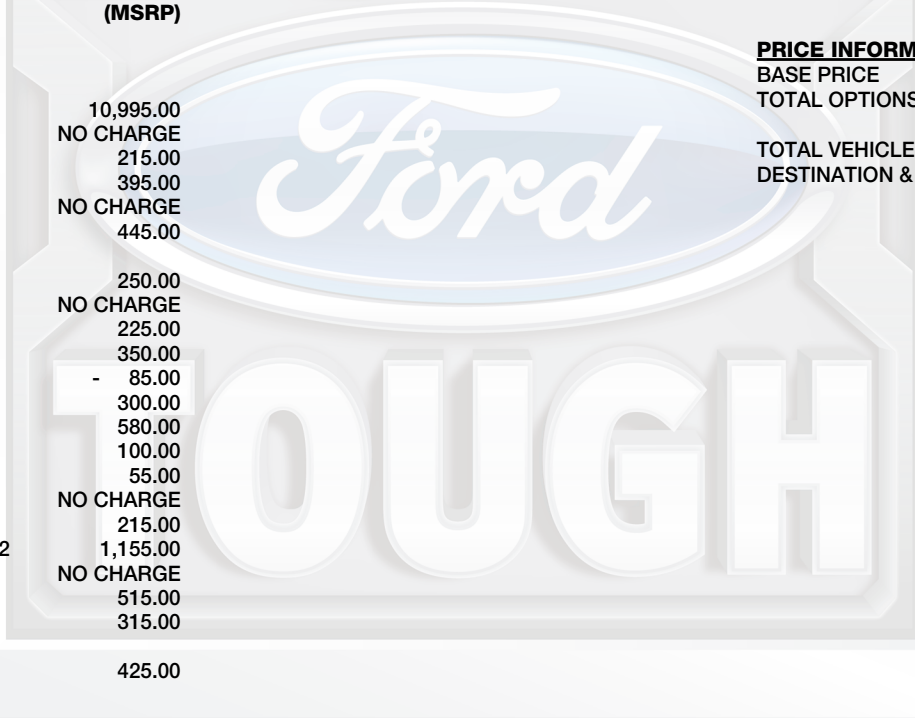 (MSRP)
10,995.00
NO CHARGE
215.00
395.00
NO CHARGE
445.00
250.00
NO CHARGE
225.00
350.00
- 85.00
300.00
580.00
100.00
55.00
NO CHARGE
215.00
2 1,155.00
NO CHARGE
515.00
315.00
425.00
PRICE INFORM
BASE PRICE
TOTAL OPTIONS
TOTAL VEHICLE
DESTINATION &
Ford
TOUGH